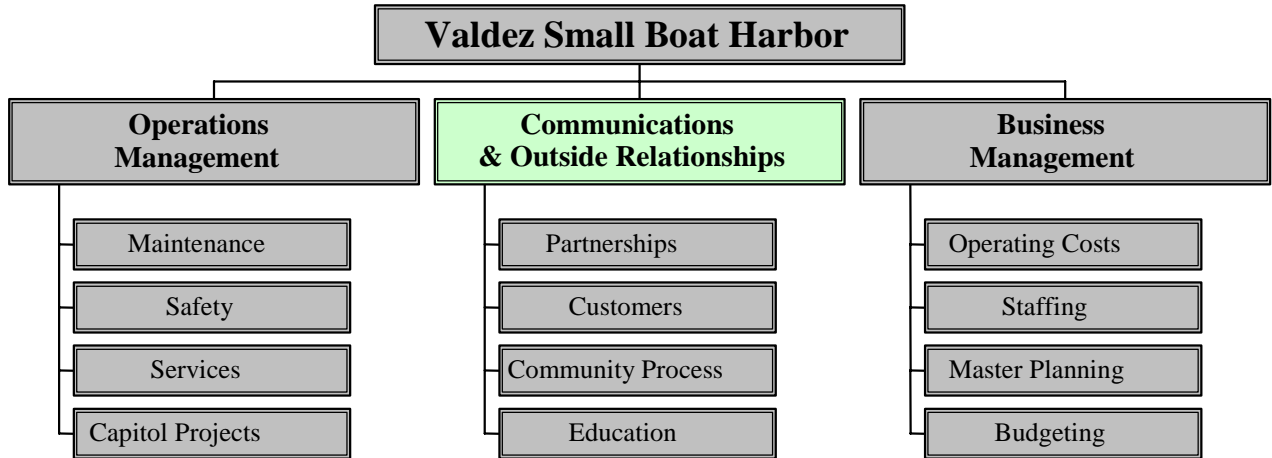 Valdez Small Boat Harbor
Operations
Management
Maintenance
Safety
Services
Capitol Projects
Communications
& Outside Relationships
Partnerships
Customers
Community Process
Education
Business
Management
Operating Costs
Staffing
Master Planning
Budgeting